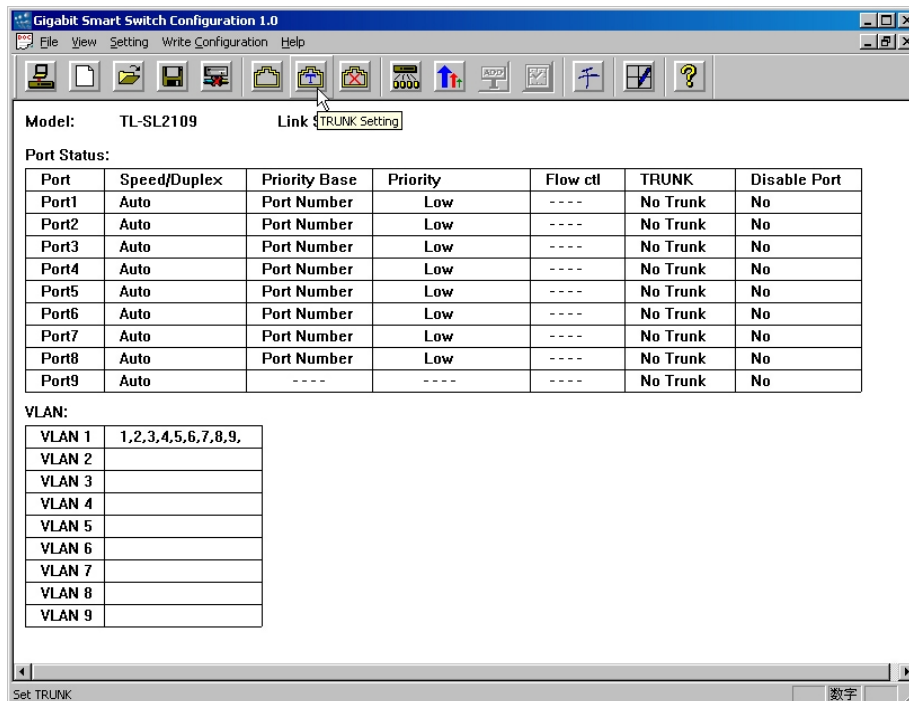 Gigabit Smart Switch Configuration 1.0
DOC File View Setting Write Configuration Help
T ADD 千 ?
Model: TL-SL2109 Link S
TRUNK Setting
Port Status:
Port Speed/Duplex Priority Base Priority Flow ctl TRUNK Disable Port
Port1 Auto Port Number Low ---- No Trunk No
Port2 Auto Port Number Low ---- No Trunk No
Port3 Auto Port Number Low ---- No Trunk No
Port4 Auto Port Number Low ---- No Trunk No
Port5 Auto Port Number Low ---- No Trunk No
Port6 Auto Port Number Low ---- No Trunk No
Port7 Auto Port Number Low ---- No Trunk No
Port8 Auto Port Number Low ---- No Trunk No
Port9 Auto ---- ---- ---- No Trunk No
VLAN:
VLAN 1 1,2,3,4,5,6,7,8,9,
VLAN 2
VLAN 3
VLAN 4
VLAN 5
VLAN 6
VLAN 7
VLAN 8
VLAN 9
Set TRUNK 数字